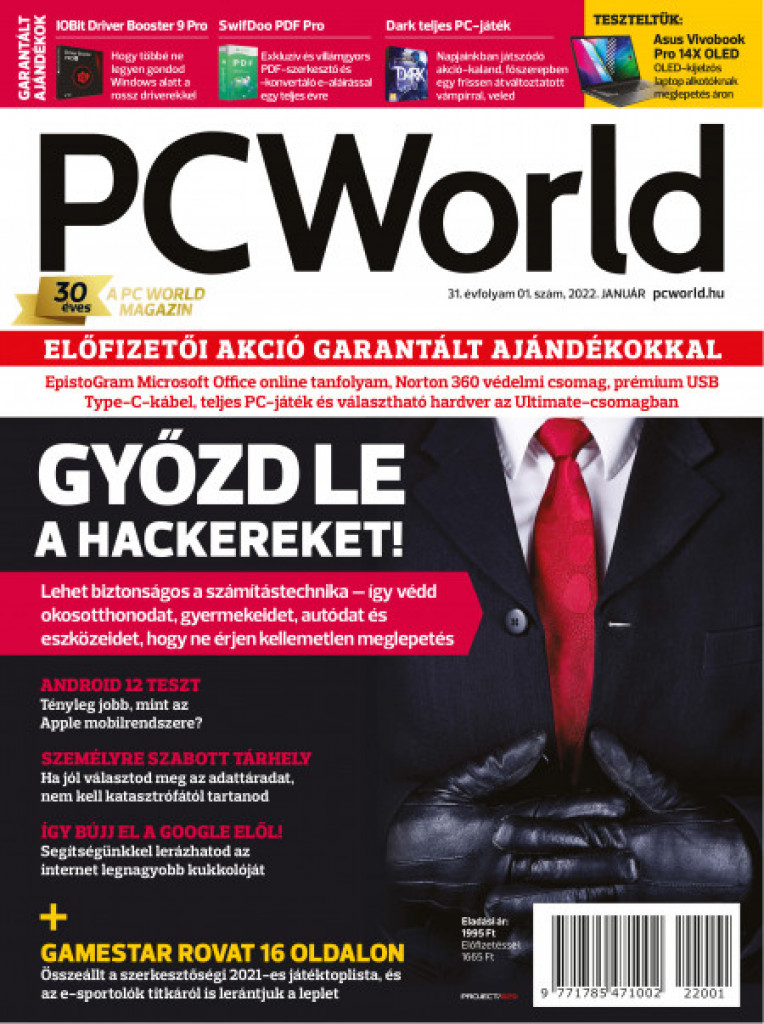 GARANTÁLT
AJÁNDÉKOK
IOBit Driver Booster 9 Pro
Hogy többé ne
legyen gondod
Windows alatt a
rossz driverekkel
SwifDoo PDF Pro
PDF
Exkluzív és villámgyors
PDF-szerkesztő és
-konvertáló e-aláírással
egy teljes évre
Dark teljes PC-játék
DARK
Napjainkban játszódó
akció-kaland, főszerepben
egy frissen átváltoztatott
vámpírral, veled
TESZTELTÜK:
Asus Vivobook
Pro 14X OLED
OLED-kijelzős
laptop alkotóknak
meglepetés áron
PCWorld
30
éves
A PC WORLD
MAGAZIN
31. évfolyam 01. szám, 2022. JANUÁR pcworld.hu
ELŐFIZETŐI AKCIÓ GARANTÁLT AJÁNDÉKOKKAL
EpistoGram Microsoft Office online tanfolyam, Norton 360 védelmi csomag, prémium USB
Type-C-kábel, teljes PC-játék és választható hardver az Ultimate-csomagban
GYŐZD LE
A HACKEREKET!
Lehet biztonságos a számítástechnika — így védd
okosotthonodat, gyermekeidet, autódat és
eszközeidet, hogy ne érjen kellemetlen meglepetés
ANDROID 12 TESZT
Tényleg jobb, mint az
Apple mobilrendszere?
SZEMÉLYRE SZABOTT TÁRHELY
Ha jól választod meg az adattáradat,
nem kell katasztrófától tartanod
ÍGY BÚJJ EL A GOOGLE ELŐL!
Segítségünkkel lerázhatod az
internet legnagyobb kukkolóját
+
GAMESTAR ROVAT 16 OLDALON
Összeállt a szerkesztőségi 2021-es játéktoplista, és
az e-sportolók titkáról is lerántjuk a leplet
Eladási ár:
1995 Ft
Előfizetéssel:
1665 Ft
9 771785 471002
22001